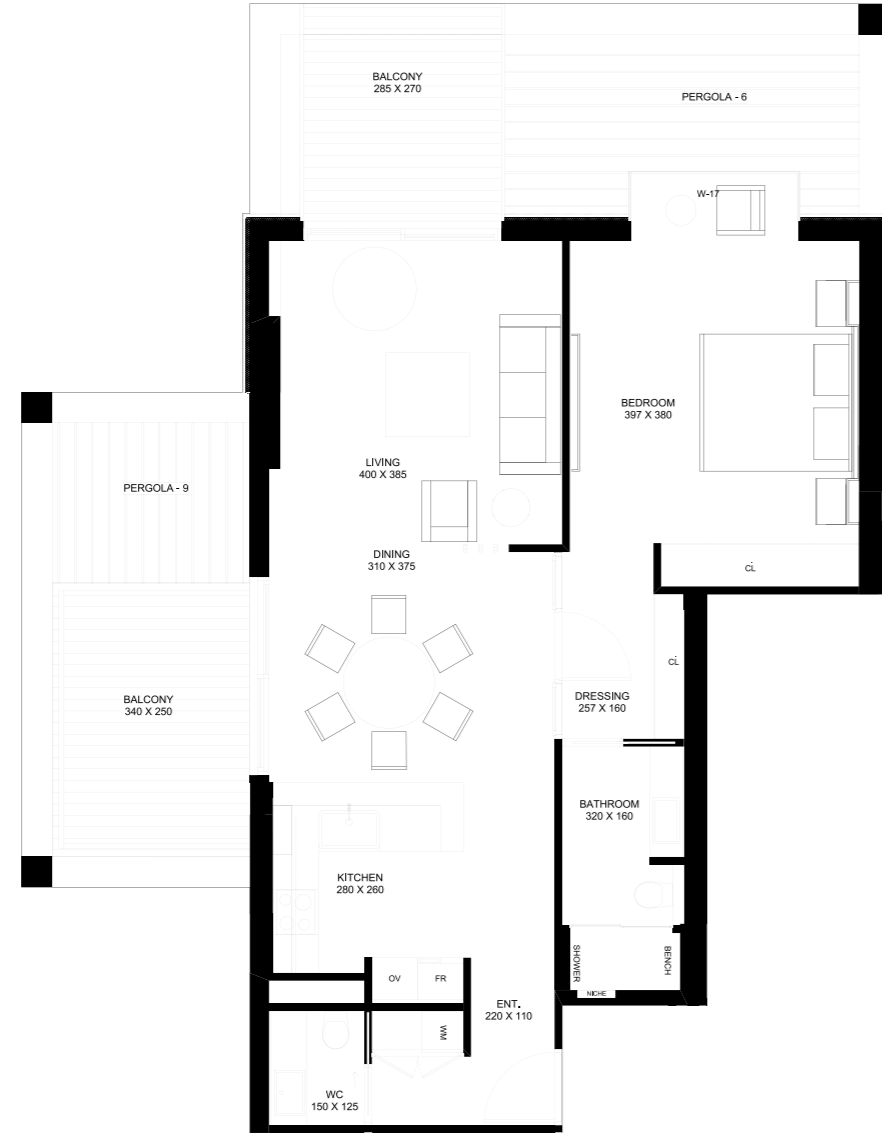 BALCONY
285 X 270
PERGOLA - 6
W-17
BEDROOM
397 X 380
LIVING
400 X 385
PERGOLA - 9
DINING
310 X 375
CL
CL
DRESSING
257 X 160
BALCONY
340 X 250
BATHROOM
320 X 160
KITCHEN
280 X 260
SHOWER
BENCH
OV
FR
NICHE
ENT.
220 X 110
WM
WC
150 X 125